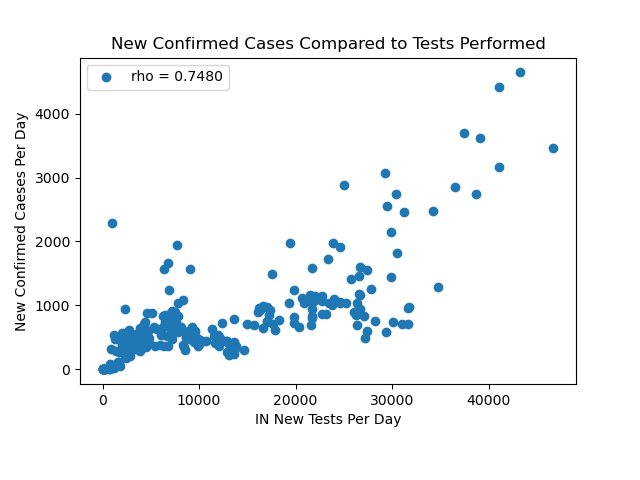 New Confirmed Cases Compared to Tests Performed
rho = 0.7480
New Confirmed Caeses Per Day
4000
3000
2000
1000
0
0 10000 20000 30000 40000
IN New Tests Per Day